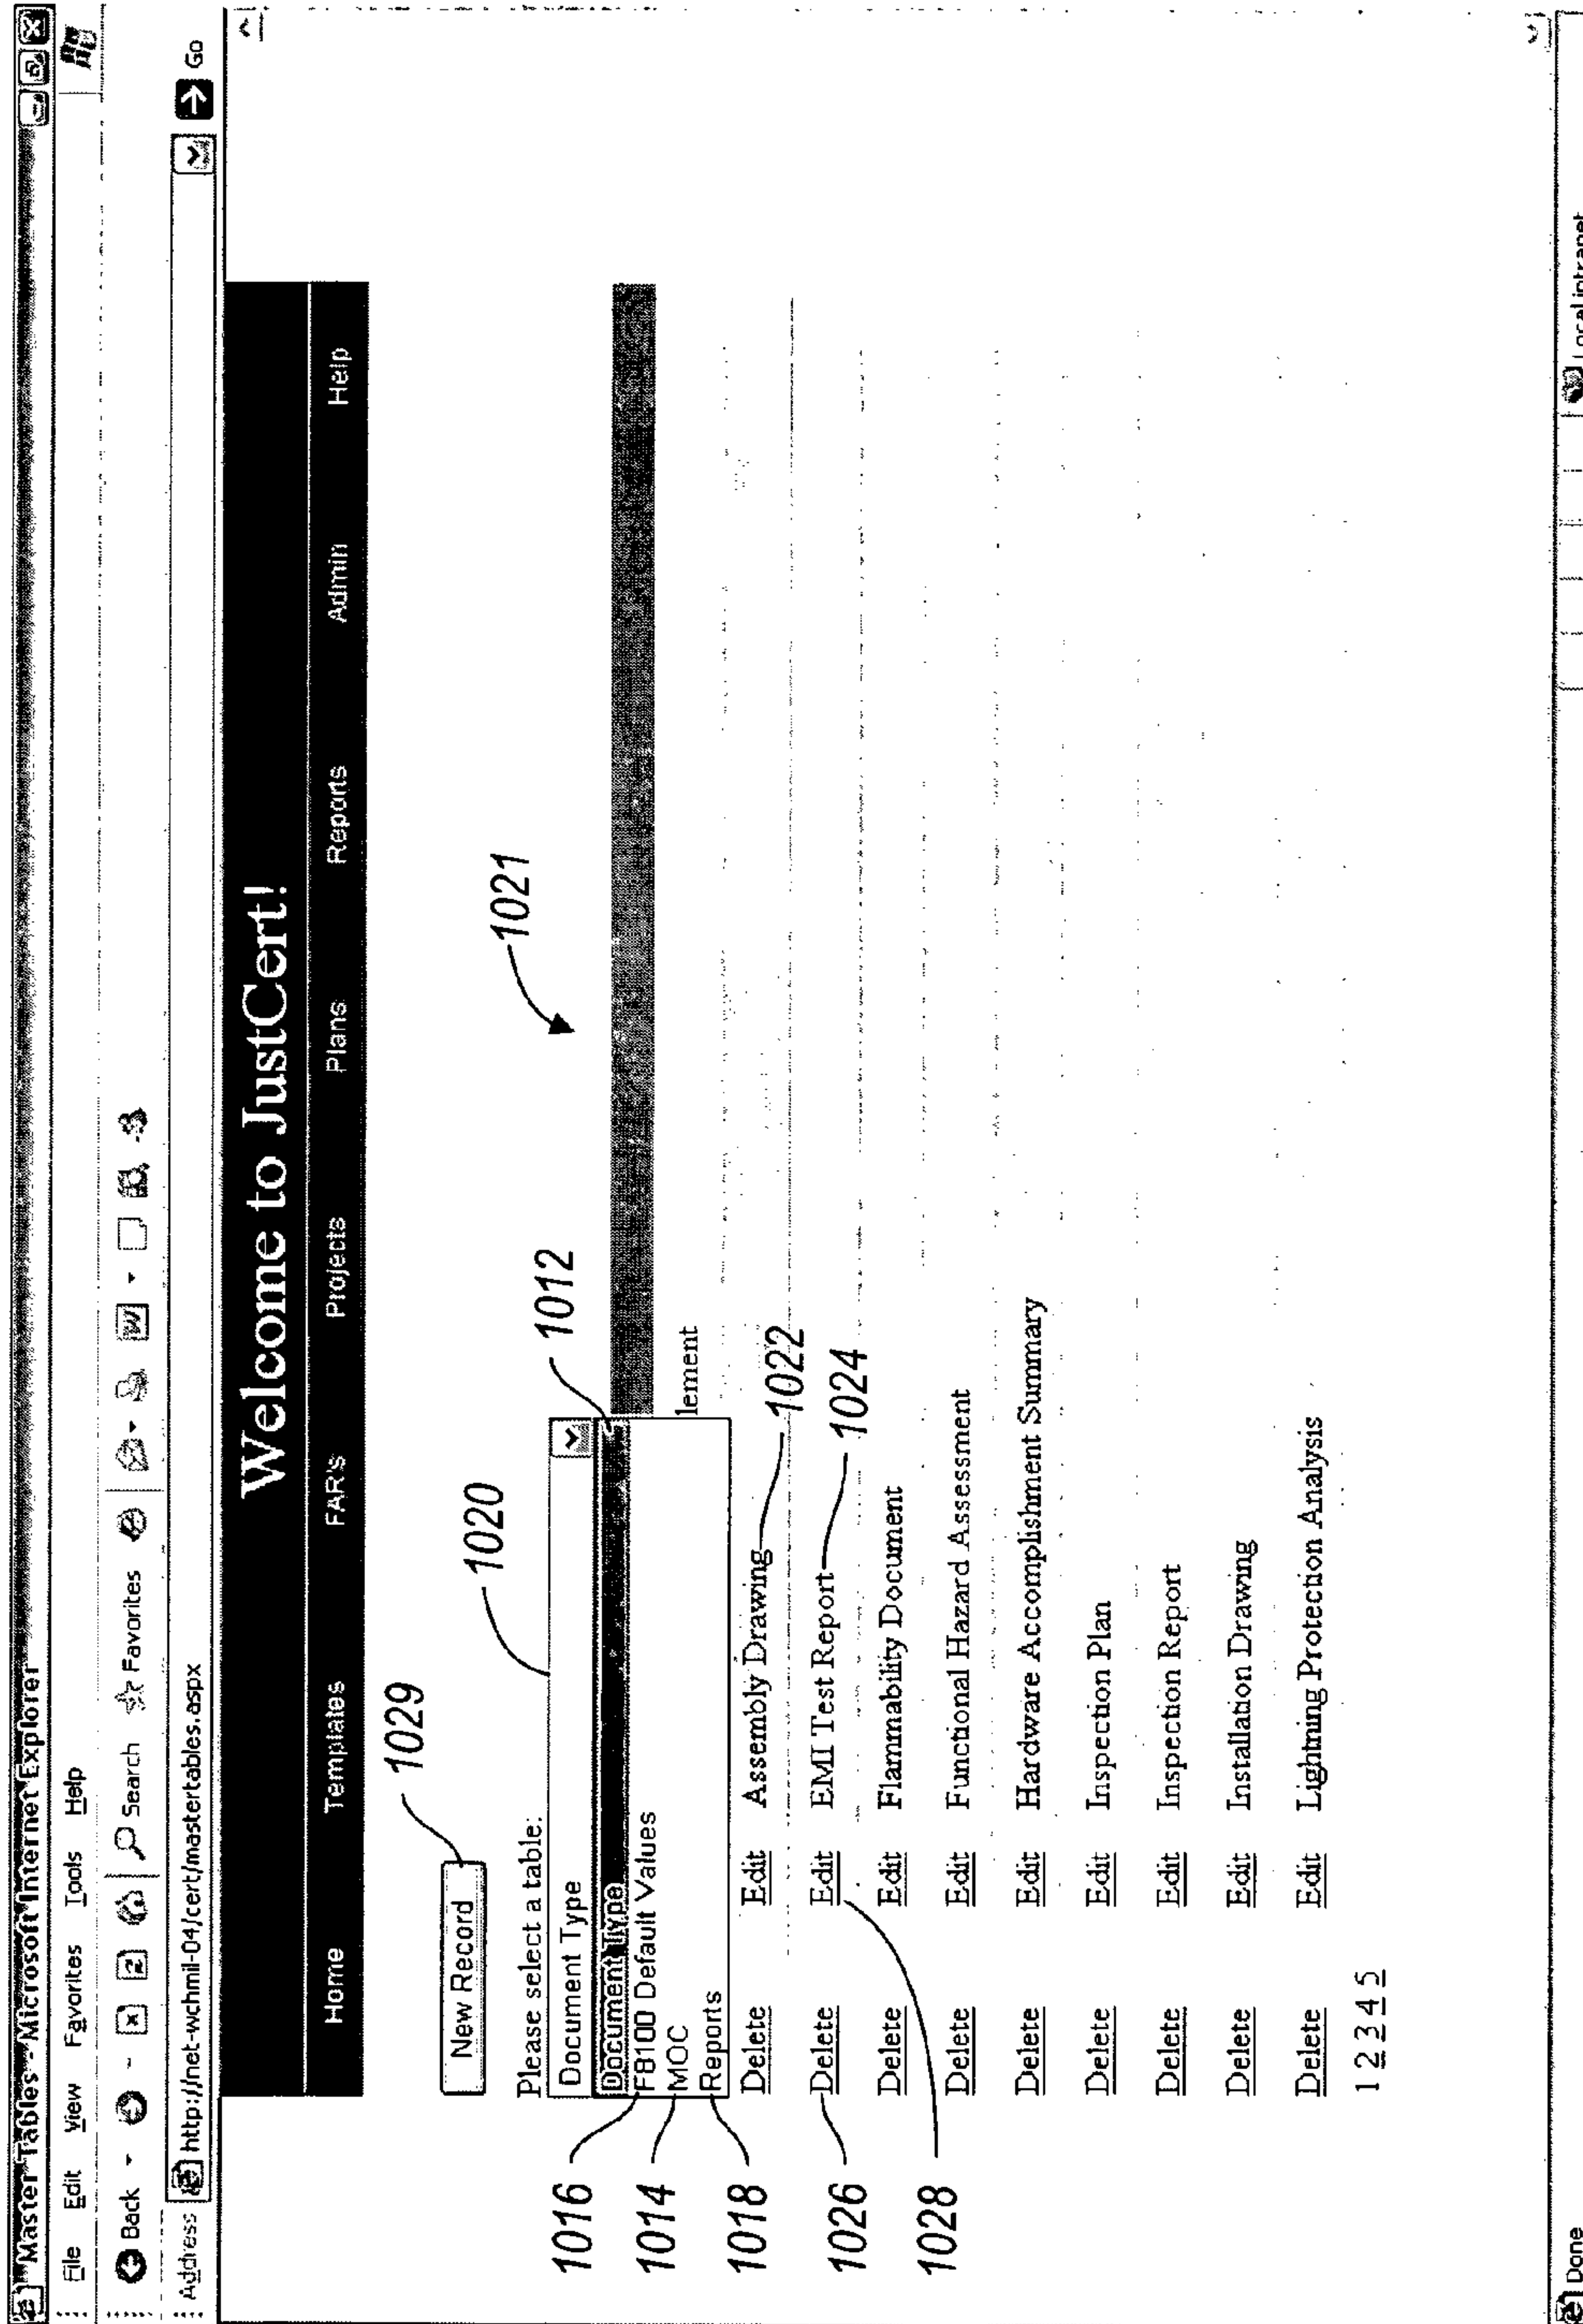 Master Tables - Microsoft Internet Explorer
File Edit View Favorites Tools Help
Back Search Favorites
Address http://net-wchmil-04/cert/mastertables.aspx Go
Welcome to JustCert!
Home Templates FAR's Projects Plans Reports Admin Help
1029
New Record
1020
1021
Please select a table:
1012
Document Type
1016
Document Type
F8100 Default Values
1014
MOC
lement
1018
Reports
Delete Edit Assembly Drawing 1022
1026
Delete Edit EMI Test Report 1024
Delete Edit Flammability Document
1028
Delete Edit Functional Hazard Assessment
Delete Edit Hardware Accomplishment Summary
Delete Edit Inspection Plan
Delete Edit Inspection Report
Delete Edit Installation Drawing
Delete Edit Lightning Protection Analysis
1 2 3 4 5
Done Local intranet